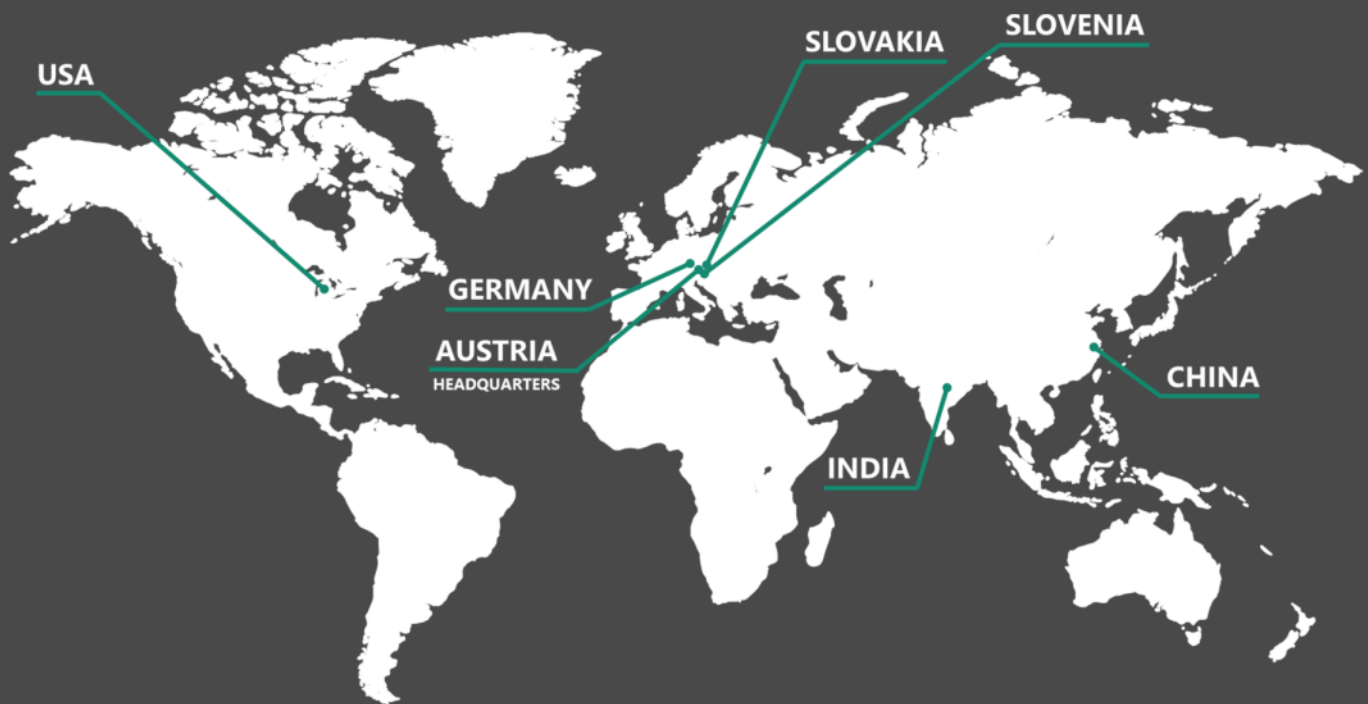 SLOVENIA
SLOVAKIA
USA
GERMANY
AUSTRIA
HEADQUARTERS
CHINA
INDIA